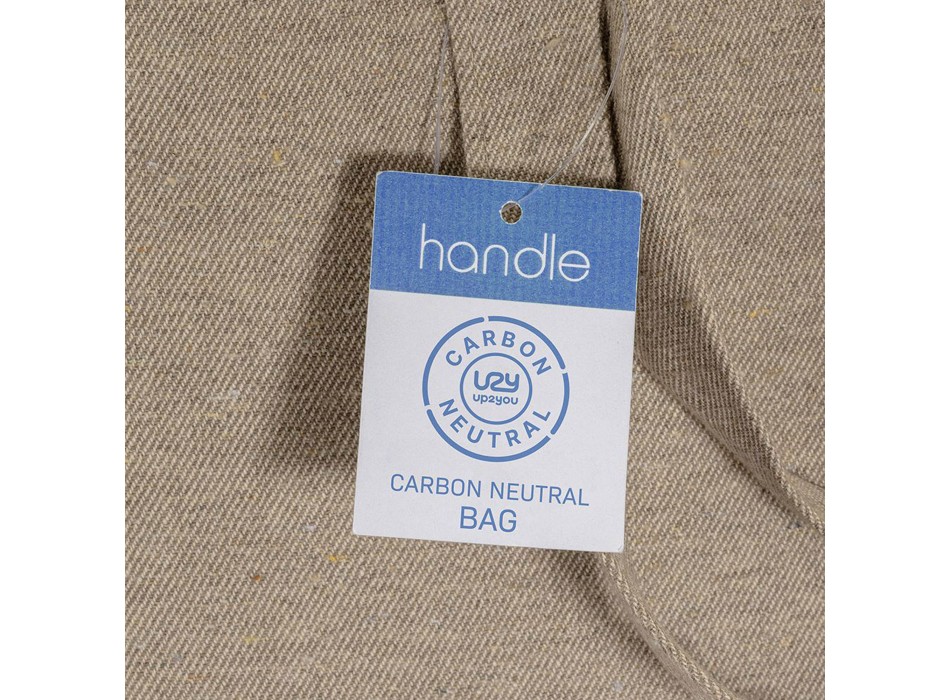 handle
CARBON
u2y
up2you
NEUTRAL
CARBON NEUTRAL
BAG